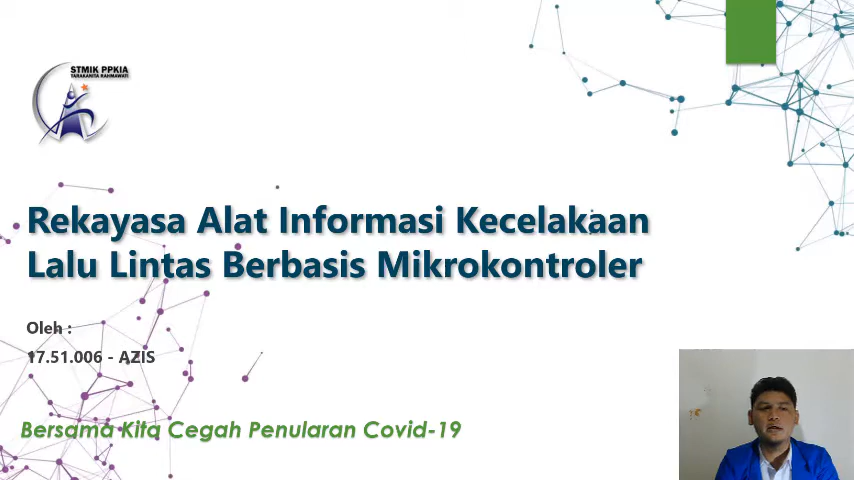 STMIK PPKIA
TARAKANITA RAHMAWATI
Rekayasa Alat Informasi Kecelakaan
Lalu Lintas Berbasis Mikrokontroler
Oleh :
17.51.006 - AZIS
Bersama Kita Cegah Penularan Covid-19